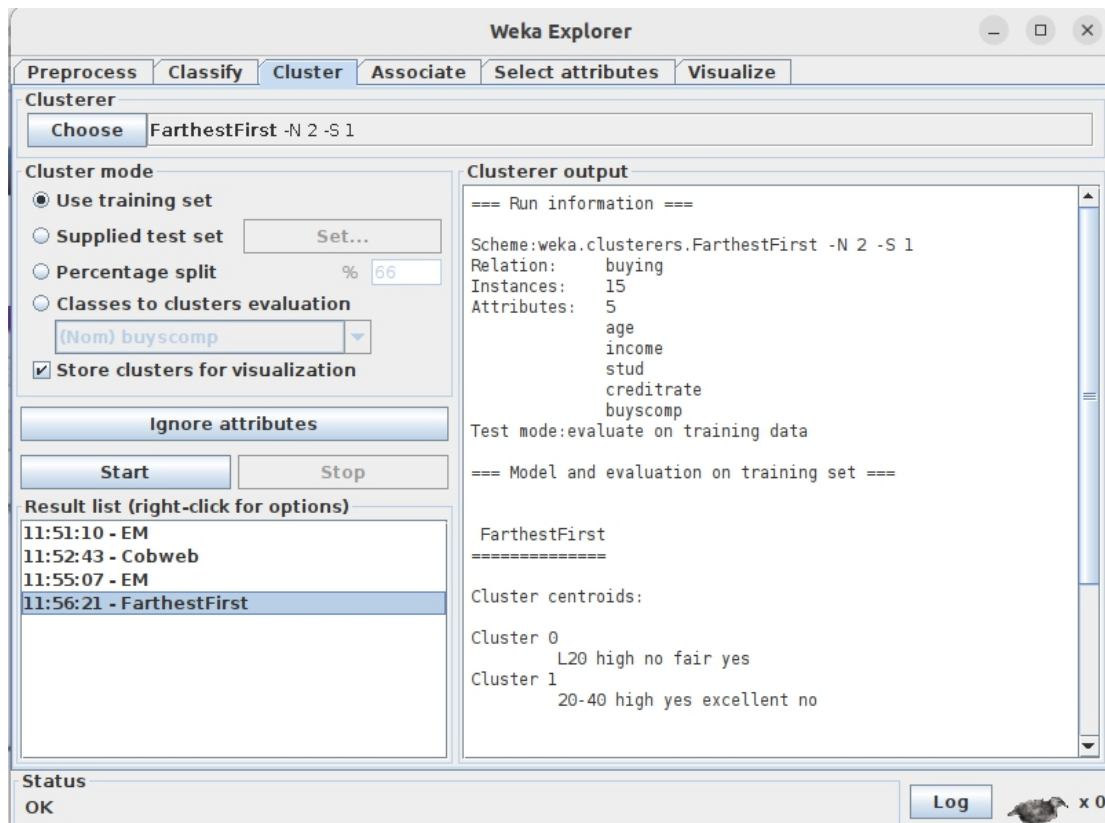 Weka Explorer
Preprocess Classify Cluster Associate Select attributes Visualize
Clusterer
Choose FarthestFirst -N 2 -S 1
Cluster mode
Use training set
Supplied test set Set...
Percentage split % 66
Classes to clusters evaluation
(Nom) buyscomp
Store clusters for visualization
Ignore attributes
Start Stop
Result list (right-click for options)
11:51:10 - EM
11:52:43 - Cobweb
11:55:07 - EM
11:56:21 - FarthestFirst
Clusterer output
=== Run information ===
Scheme:weka.clusterers.FarthestFirst -N 2 -S 1
Relation: buying
Instances: 15
Attributes: 5
age
income
stud
creditrate
buyscomp
Test mode:evaluate on training data
=== Model and evaluation on training set ===
FarthestFirst
==============
Cluster centroids:
Cluster 0
L20 high no fair yes
Cluster 1
20-40 high yes excellent no
Status
OK
Log x 0